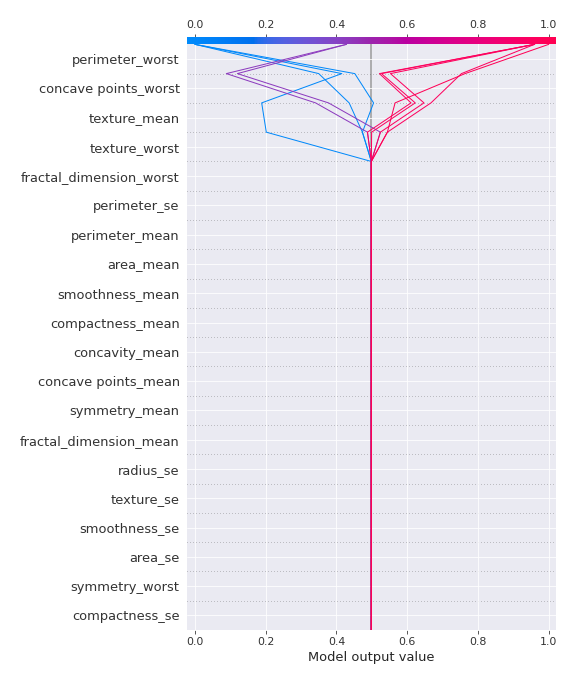 0.0 0.2 0.4 0.6 0.8 1.0
perimeter_worst
concave points_worst
texture_mean
texture_worst
fractal_dimension_worst
perimeter_se
perimeter_mean
area_mean
smoothness_mean
compactness_mean
concavity_mean
concave points_mean
symmetry_mean
fractal_dimension_mean
radius_se
texture_se
smoothness_se
area_se
symmetry_worst
compactness_se
0.0 0.2 0.4 0.6 0.8 1.0
Model output value